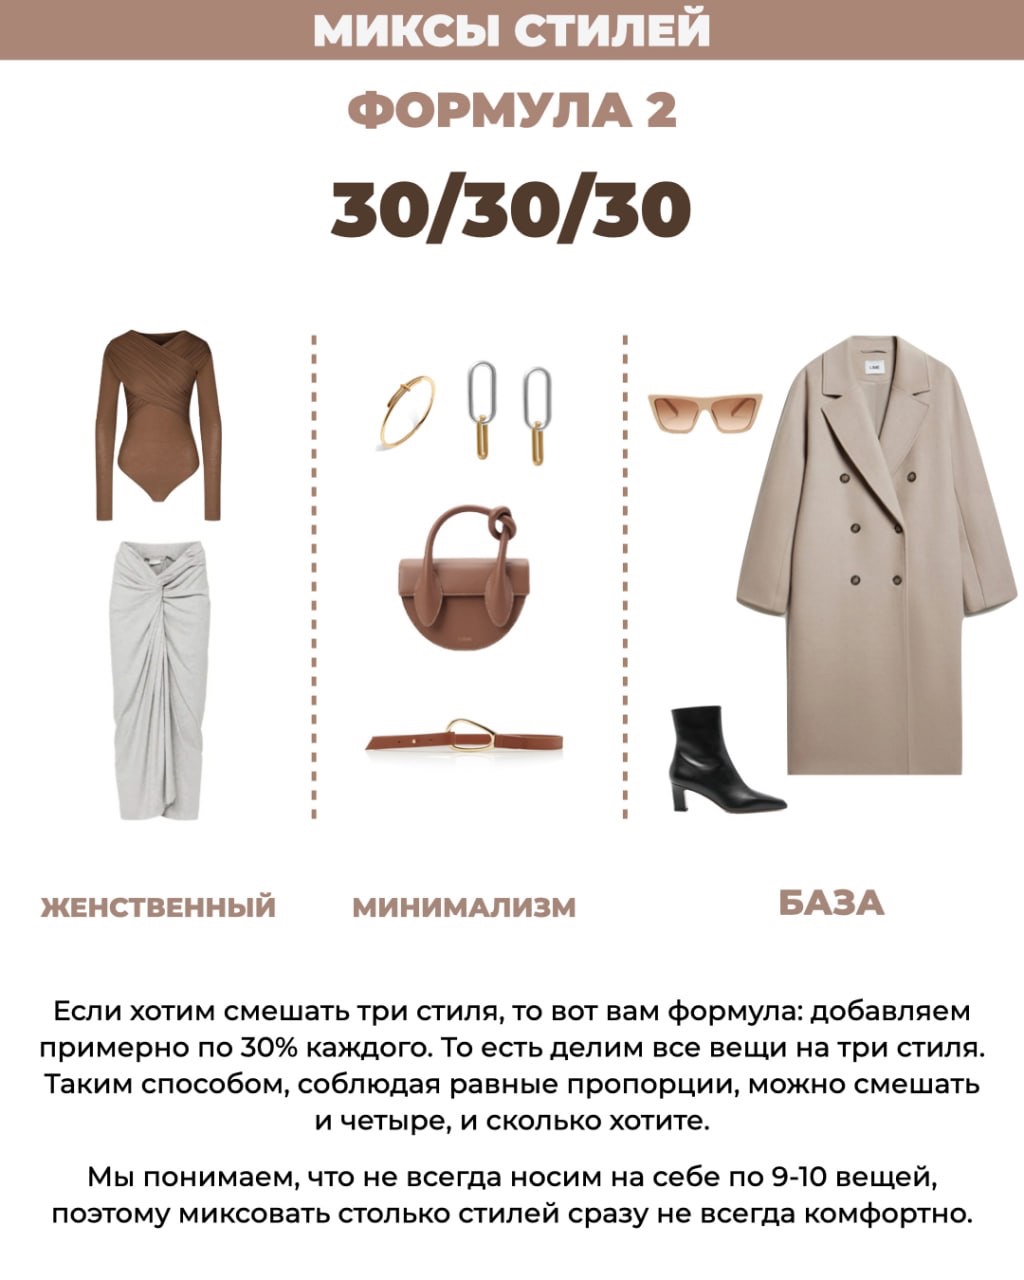 МИКСЫ СТИЛЕЙ
ФОРМУЛА 2
30/30/30
LIME
ЖЕНСТВЕННЫЙ
МИНИМАЛИЗМ
БАЗА
Если хотим смешать три стиля, то вот вам формула: добавляем
примерно по 30% каждого. То есть делим все вещи на три стиля.
Таким способом, соблюдая равные пропорции, можно смешать
и четыре, и сколько хотите.
Мы понимаем, что не всегда носим на себе по 9-10 вещей,
поэтому миксовать столько стилей сразу не всегда комфортно.